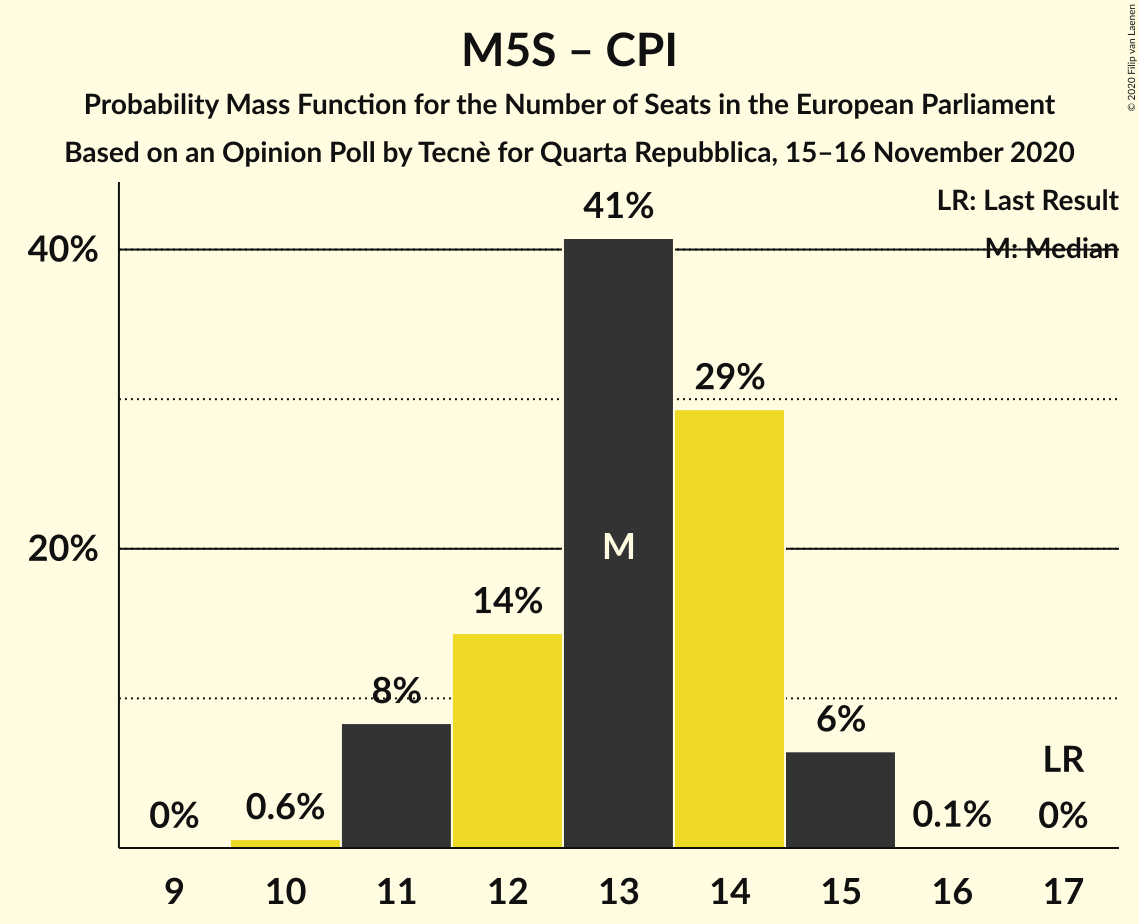 M5S – CPI
Probability Mass Function for the Number of Seats in the European Parliament
Based on an Opinion Poll by Tecnè for Quarta Repubblica, 15–16 November 2020
© 2020 Filip van Laenen
LR: Last Result
M: Median
40%
20%
0%
0.6%
8%
14%
41%
M
29%
6%
0.1%
LR
0%
9 10 11 12 13 14 15 16 17